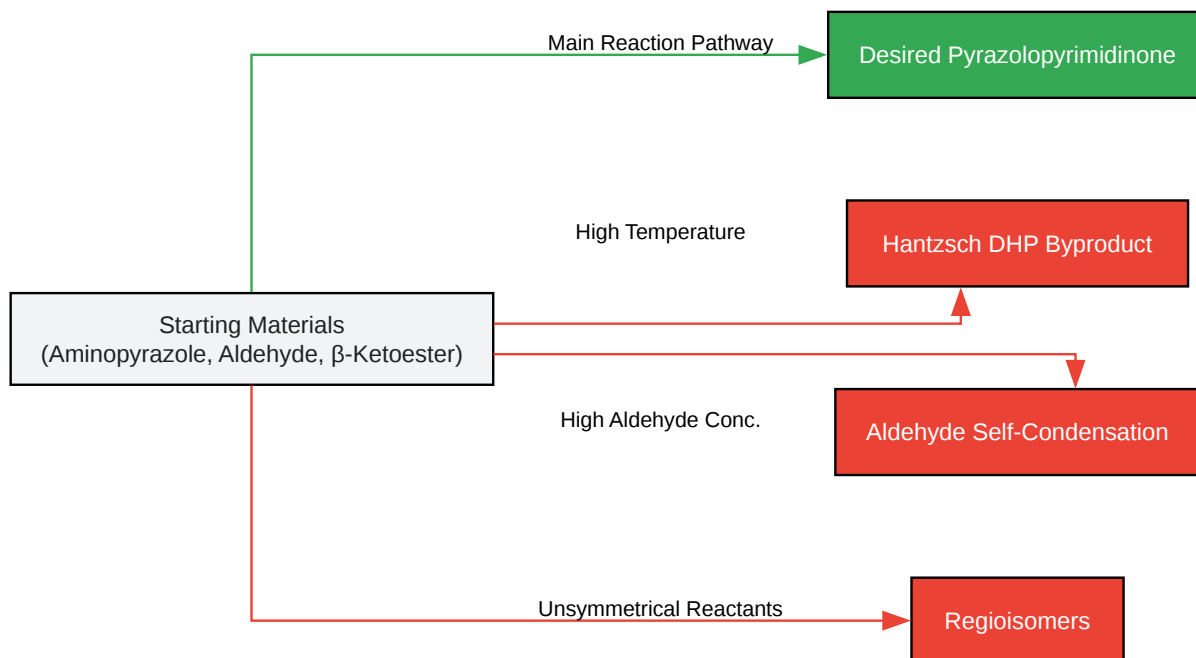 Main Reaction Pathway
Desired Pyrazolopyrimidinone
High Temperature
Hantzsch DHP Byproduct
Starting Materials
(Aminopyrazole, Aldehyde, β-Ketoester)
High Aldehyde Conc.
Aldehyde Self-Condensation
Unsymmetrical Reactants
Regioisomers